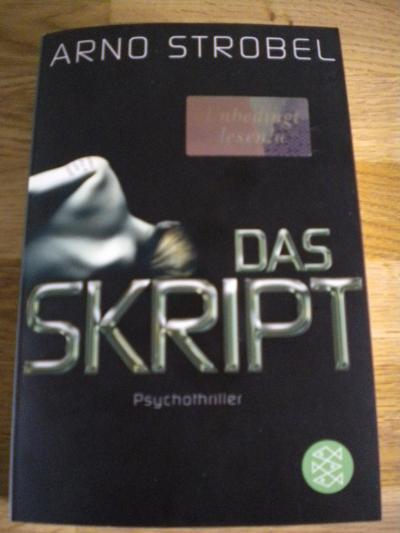 ARNO STROBEL
Unbedingt
lesen!
DAS
SKRIPT
Psychothriller